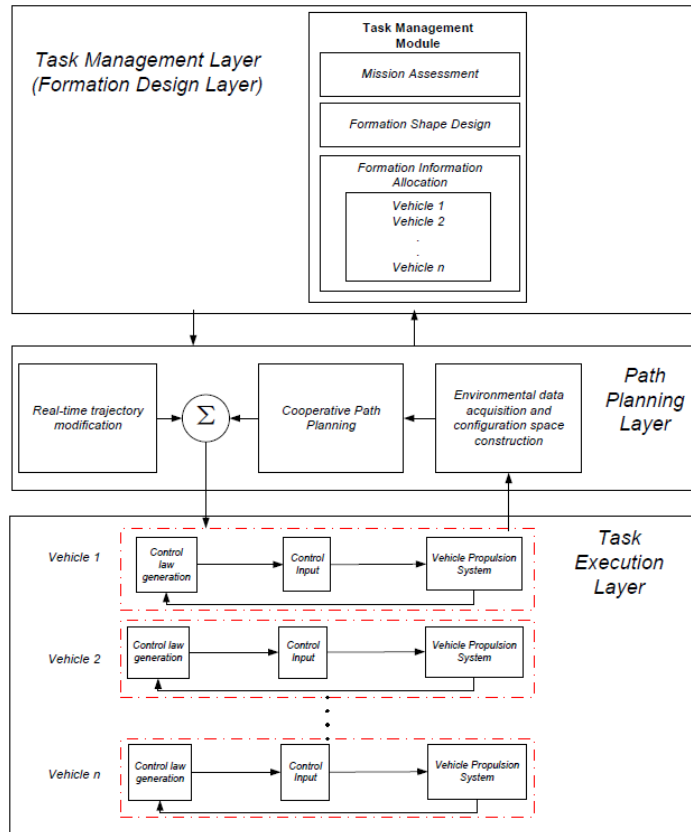 Task Management Layer
(Formation Design Layer)
Task Management
Module
Mission Assessment
Formation Shape Design
Formation Information
Allocation
Vehicle 1
Vehicle 2
.
.
Vehicle n
Path
Planning
Layer
Real-time trajectory
modification
Σ
Cooperative Path
Planning
Environmental data
acquisition and
configuration space
construction
Task
Execution
Layer
Vehicle 1
Control
law
generation
Control
Input
Vehicle Propulsion
System
Vehicle 2
Control law
generation
Control
Input
Vehicle Propulsion
System
Vehicle n
Control law
generation
Control
Input
Vehicle Propulsion
System